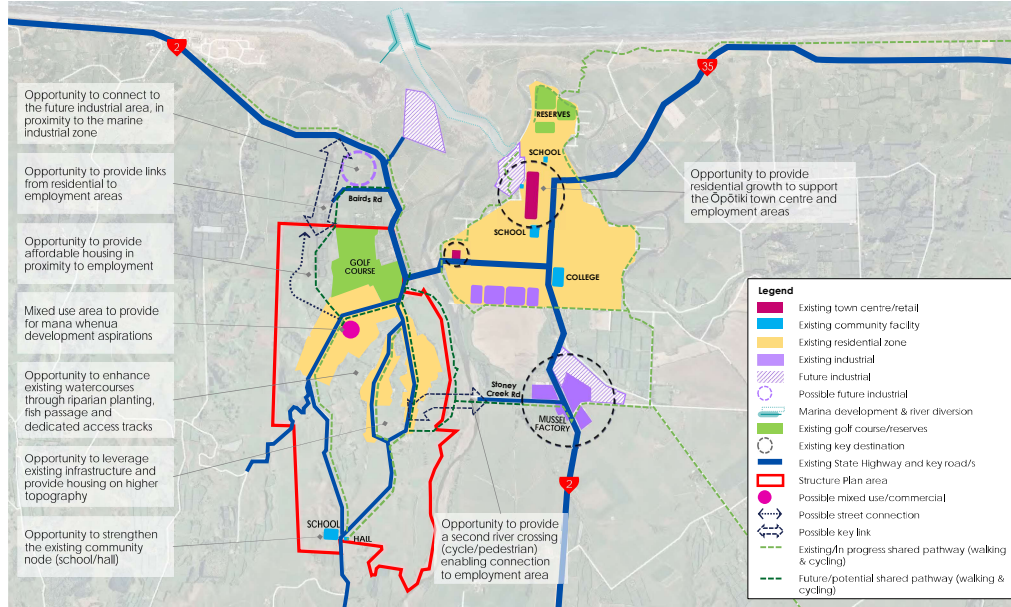 2
35
Opportunity to connect
to the future industrial area, in
proximity to the marine
industrial zone
Opportunity to provide links
from residential to
employment areas
Opportunity to provide
affordable housing in
proximity to employment
Mixed use area to provide
for mana whenua
development aspirations
Opportunity to enhance
existing watercourses
through riparian planting,
fish passage and
dedicated access tracks
Opportunity to leverage
existing infrastructure and
provide housing on higher
topography
Opportunity to strengthen
the existing community
node (school/hall)
Bairds Rd
GOLF
COURSE
SCHOOL
HALL
RESERVES
SCHOOL
SCHOOL
COLLEGE
Stoney
Creek Rd
MUSSEL
FACTORY
2
Opportunity to provide
a second river crossing
(cycle/pedestrian)
enabling connection
to employment area
Opportunity to provide
residential growth to support
the Ōpōtiki town centre and
employment areas
Legend
Existing town centre/retail
Existing community facility
Existing residential zone
Existing industrial
Future industrial
Possible future industrial
Marina development & river diversion
Existing golf course/reserves
Existing key destination
Existing State Highway and key road/s
Structure Plan area
Possible mixed use/commercial
Possible street connection
Possible key link
Existing/in progress shared pathway (walking
& cycling)
Future/potential shared pathway (walking &
cycling)